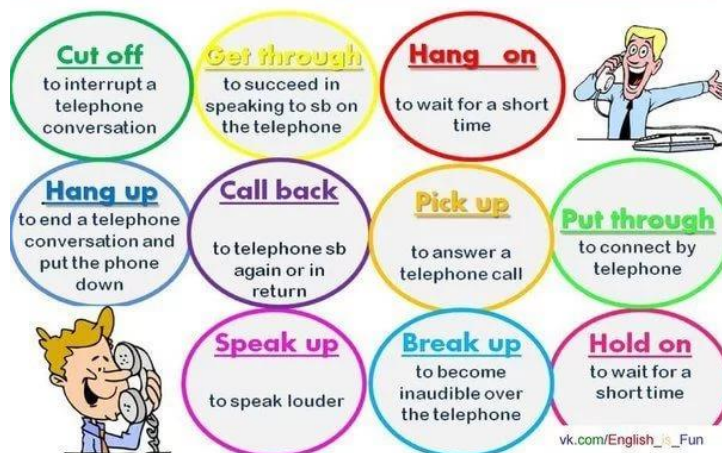 Cut off
to interrupt a
telephone
conversation
Get through
to succeed in
speaking to sb on
the telephone
Hang on
to wait for a short
time
Hang up
to end a telephone
conversation and
put the phone
down
Call back
to telephone sb
again or in
return
Pick up
to answer a
telephone call
Put through
to connect by
telephone
Speak up
to speak louder
Break up
to become
inaudible over
the telephone
Hold on
to wait for a
short time
vk.com/English_is_Fun